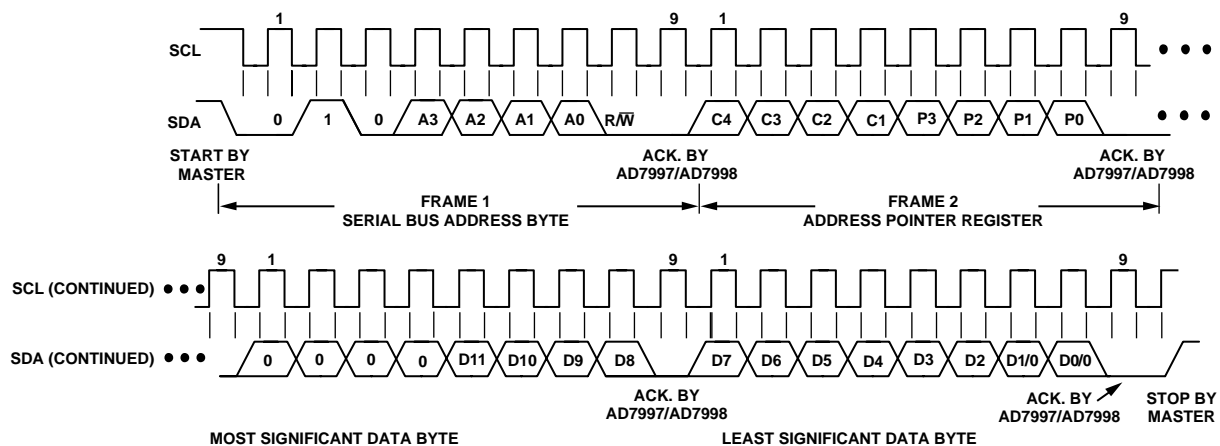 1 9 1 9
SCL
SDA 0 1 0 A3 A2 A1 A0 R/W̅ C4 C3 C2 C1 P3 P2 P1 P0
START BY
MASTER
ACK. BY
AD7997/AD7998
ACK. BY
AD7997/AD7998
FRAME 1
SERIAL BUS ADDRESS BYTE
FRAME 2
ADDRESS POINTER REGISTER
9 1 9 1 9
SCL (CONTINUED)
SDA (CONTINUED) 0 0 0 0 D11 D10 D9 D8 D7 D6 D5 D4 D3 D2 D1/0 D0/0
ACK. BY
AD7997/AD7998
ACK. BY
AD7997/AD7998
STOP BY
MASTER
MOST SIGNIFICANT DATA BYTE
LEAST SIGNIFICANT DATA BYTE